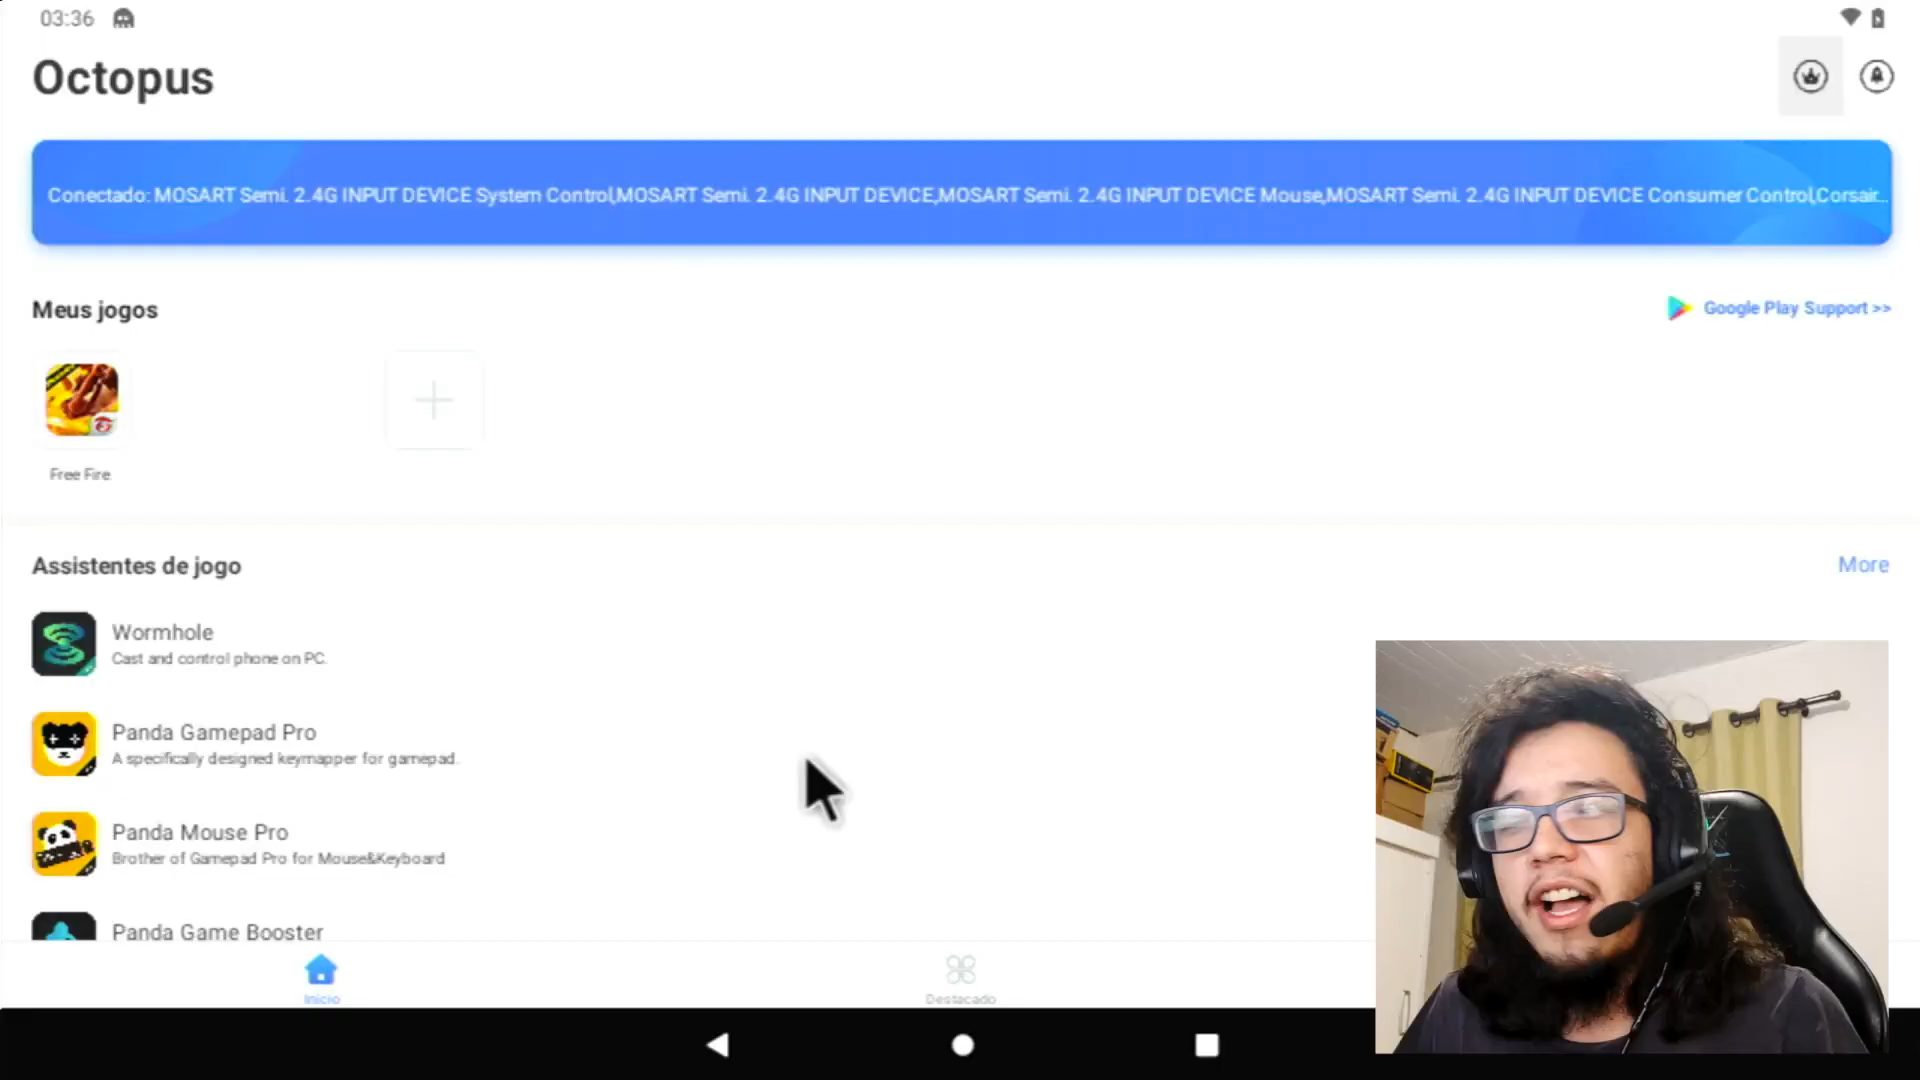 03:36
Octopus
Conectado: MOSART Semi. 2.4G INPUT DEVICE System Control,MOSART Semi. 2.4G INPUT DEVICE,MOSART Semi. 2.4G INPUT DEVICE Mouse,MOSART Semi. 2.4G INPUT DEVICE Consumer Control,Corsair...
Meus jogos
Google Play Support >>
Free Fire
Assistentes de jogo
More
Wormhole
Cast and control phone on PC.
Panda Gamepad Pro
A specifically designed keymapper for gamepad.
Panda Mouse Pro
Brother of Gamepad Pro for Mouse&Keyboard
Panda Game Booster
Início
Destacado